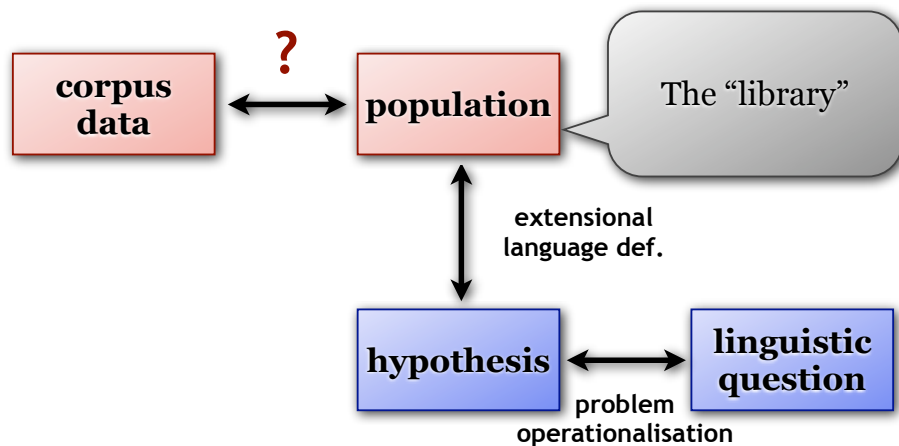 ?
corpus
data
population
The “library”
extensional
language def.
hypothesis
linguistic
question
problem
operationalisation